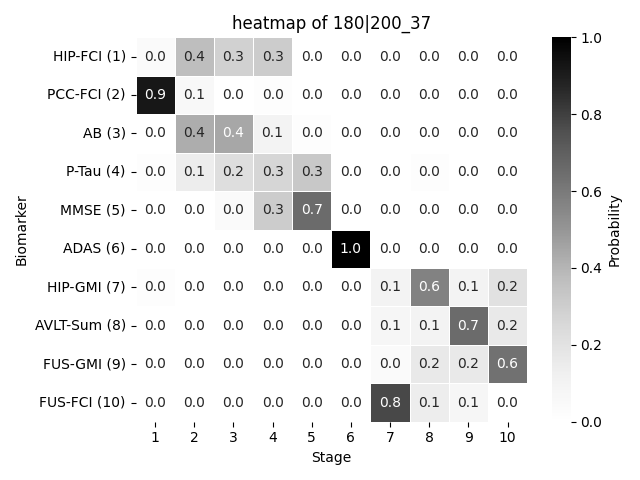 heatmap of 180|200_37
HIP-FCI (1) 0.0 0.4 0.3 0.3 0.0 0.0 0.0 0.0 0.0 0.0
PCC-FCI (2) 0.9 0.1 0.0 0.0 0.0 0.0 0.0 0.0 0.0 0.0
AB (3) 0.0 0.4 0.4 0.1 0.0 0.0 0.0 0.0 0.0 0.0
P-Tau (4) 0.0 0.1 0.2 0.3 0.3 0.0 0.0 0.0 0.0 0.0
MMSE (5) 0.0 0.0 0.0 0.3 0.7 0.0 0.0 0.0 0.0 0.0
ADAS (6) 0.0 0.0 0.0 0.0 0.0 1.0 0.0 0.0 0.0 0.0
HIP-GMI (7) 0.0 0.0 0.0 0.0 0.0 0.0 0.1 0.6 0.1 0.2
AVLT-Sum (8) 0.0 0.0 0.0 0.0 0.0 0.0 0.1 0.1 0.7 0.2
FUS-GMI (9) 0.0 0.0 0.0 0.0 0.0 0.0 0.0 0.2 0.2 0.6
FUS-FCI (10) 0.0 0.0 0.0 0.0 0.0 0.0 0.8 0.1 0.1 0.0
1 2 3 4 5 6 7 8 9 10
Stage
Biomarker
1.0
0.8
0.6
0.4
0.2
0.0
Probability